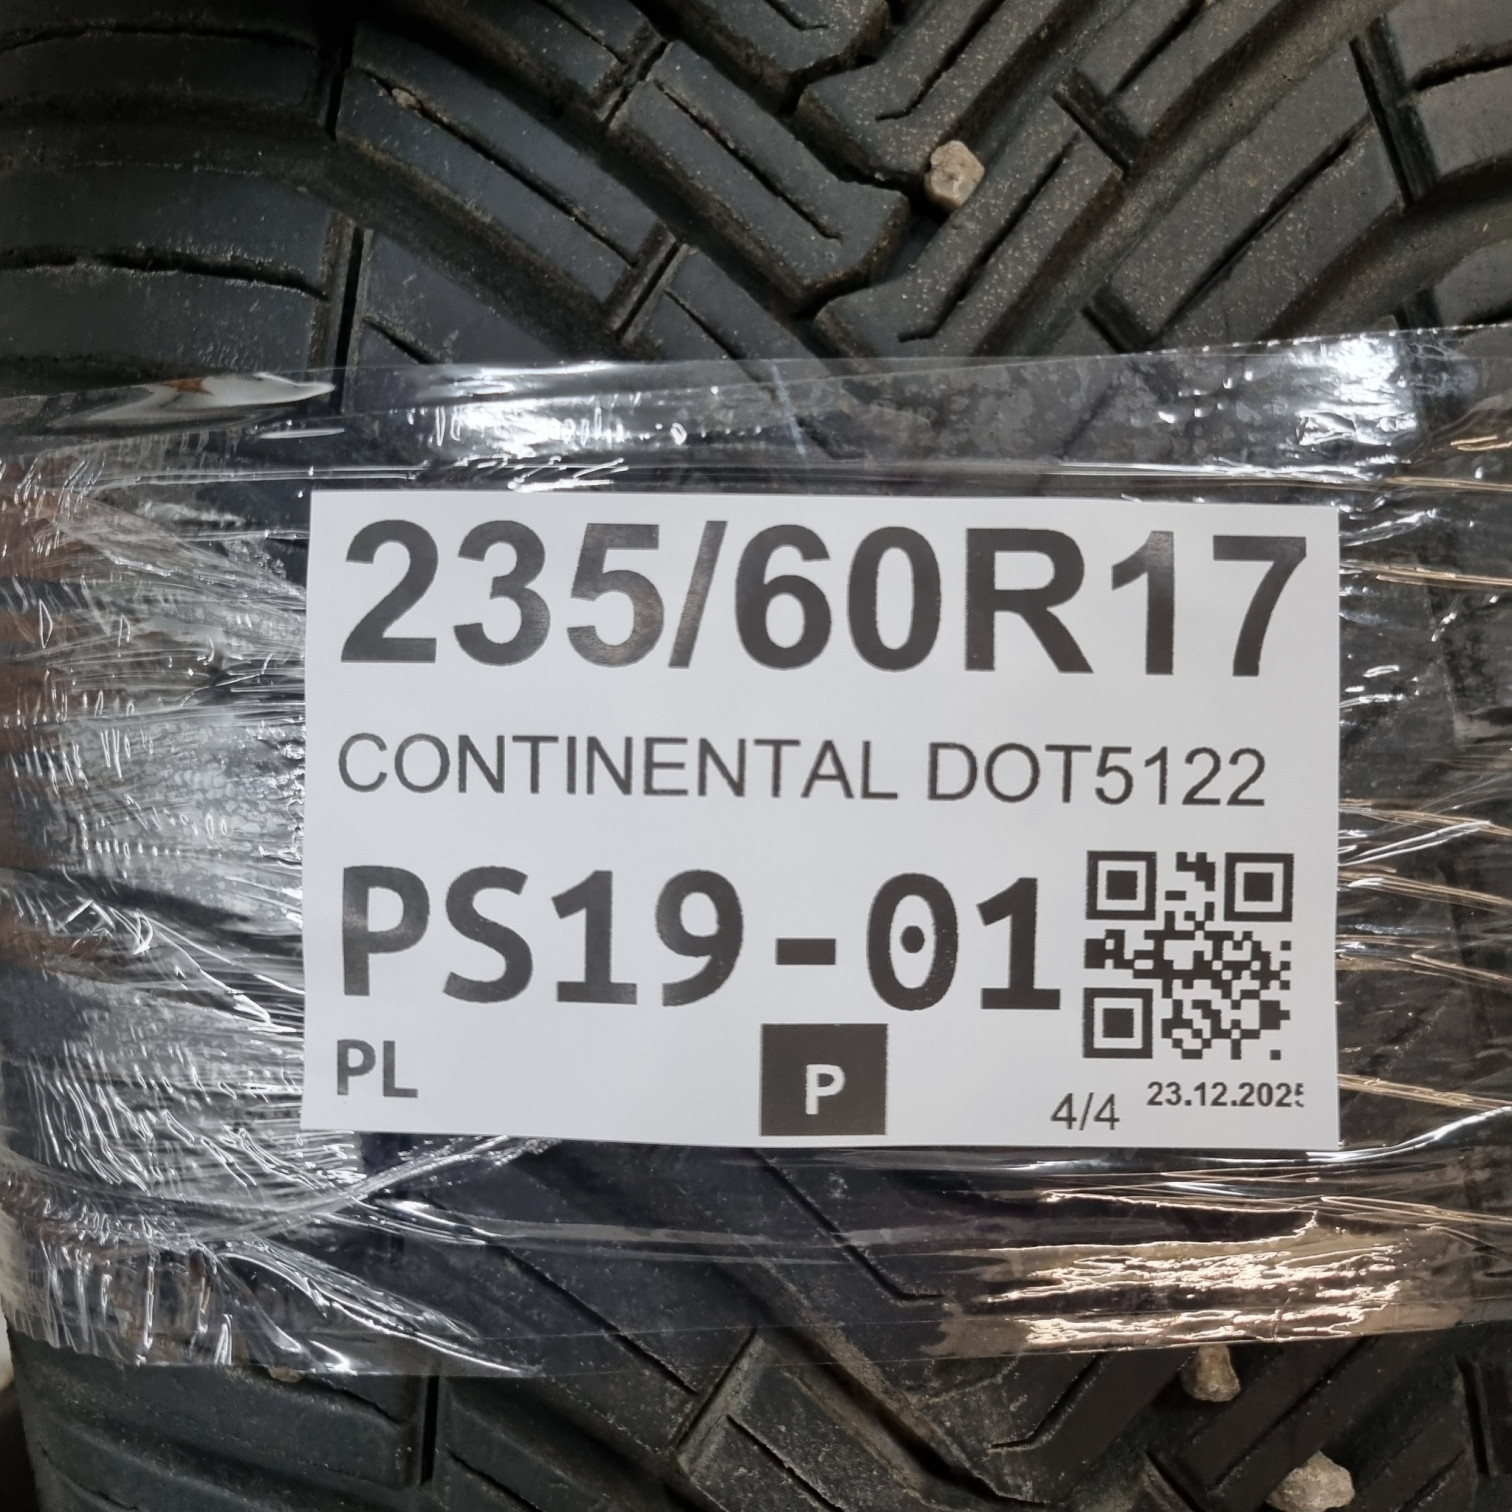 235/60R17
CONTINENTAL DOT5122
PS19-01
PL
P
4/4 23.12.2025